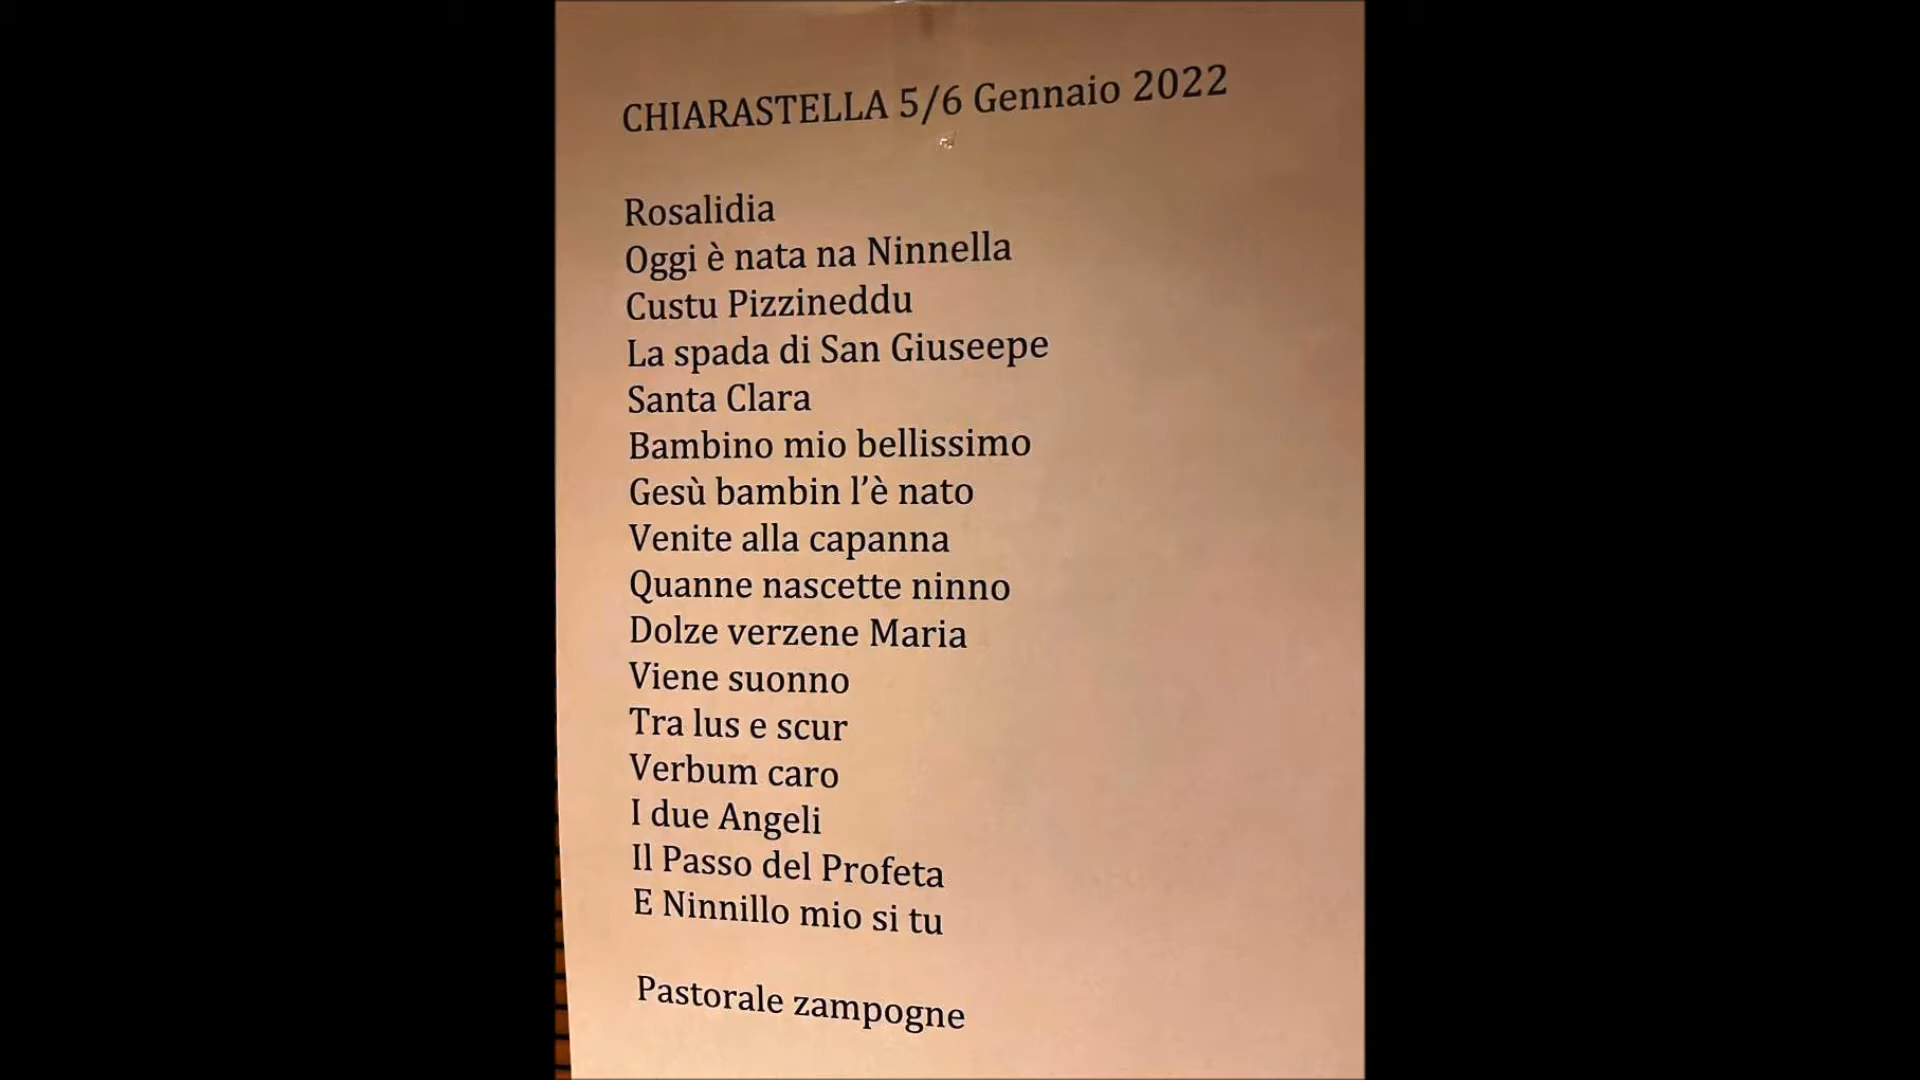 CHIARASTELLA 5/6 Gennaio 2022
Rosalidia
Oggi è nata na Ninnella
Custu Pizzineddu
La spada di San Giuseepe
Santa Clara
Bambino mio bellissimo
Gesù bambin l’è nato
Venite alla capanna
Quanne nascette ninno
Dolze verzene Maria
Viene suonno
Tra lus e scur
Verbum caro
I due Angeli
Il Passo del Profeta
E Ninnillo mio si tu
Pastorale zampogne